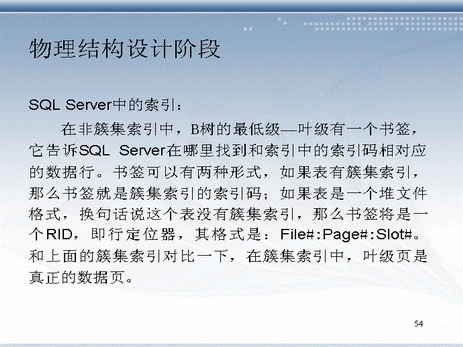 物理结构设计阶段
SQL Server中的索引：
在非簇集索引中，B树的最低级—叶级有一个书签，
它告诉SQL Server在哪里找到和索引中的索引码相对应
的数据行。书签可以有两种形式，如果表有簇集索引，
那么书签就是簇集索引的索引码；如果表是一个堆文件
格式，换句话说这个表没有簇集索引，那么书签将是一
个RID，即行定位器，其格式是：File#:Page#:Slot#。
和上面的簇集索引对比一下，在簇集索引中，叶级页是
真正的数据页。
54